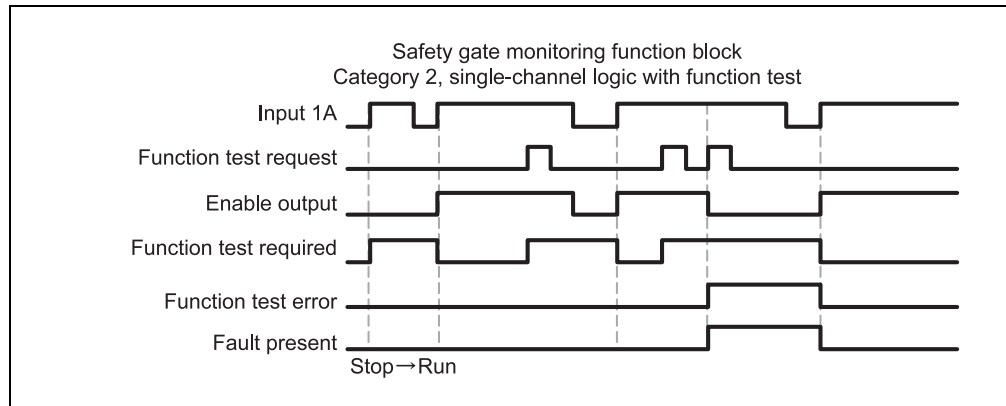 Safety gate monitoring function block
Category 2, single-channel logic with function test
Input 1A
Function test request
Enable output
Function test required
Function test error
Fault present
Stop→Run